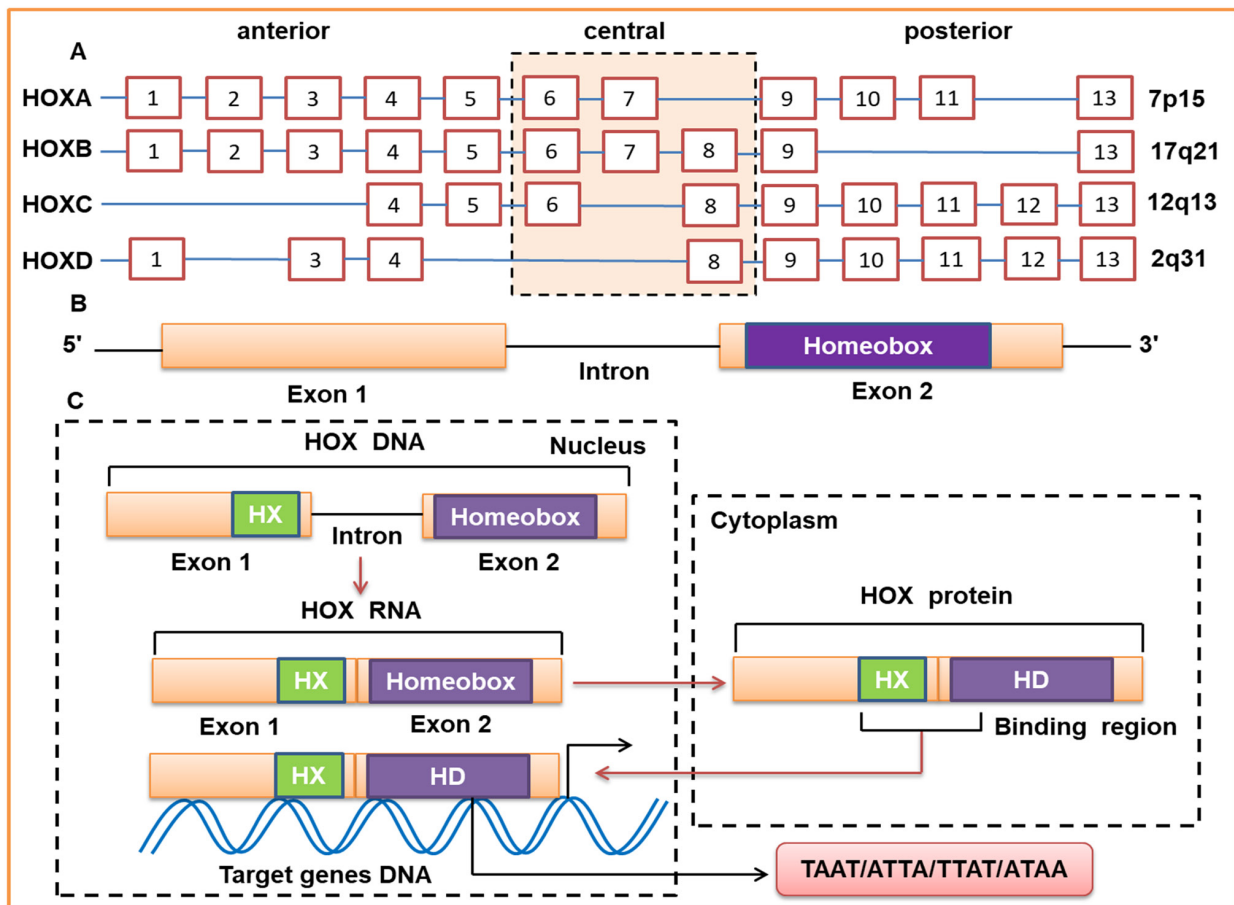 anterior central posterior
A
HOXA 1 2 3 4 5 6 7 9 10 11 13 7p15
HOXB 1 2 3 4 5 6 7 8 9 13 17q21
HOXC 4 5 6 8 9 10 11 12 13 12q13
HOXD 1 3 4 8 9 10 11 12 13 2q31
B
5' Homeobox 3'
Intron
Exon 1 Exon 2
C
HOX DNA Nucleus
HX Homeobox
Intron
Exon 1 Exon 2
HOX RNA
HX Homeobox
Exon 1 Exon 2
HX HD
Target genes DNA
Cytoplasm
HOX protein
HX HD
Binding region
TAAT/ATTA/TTAT/ATAA